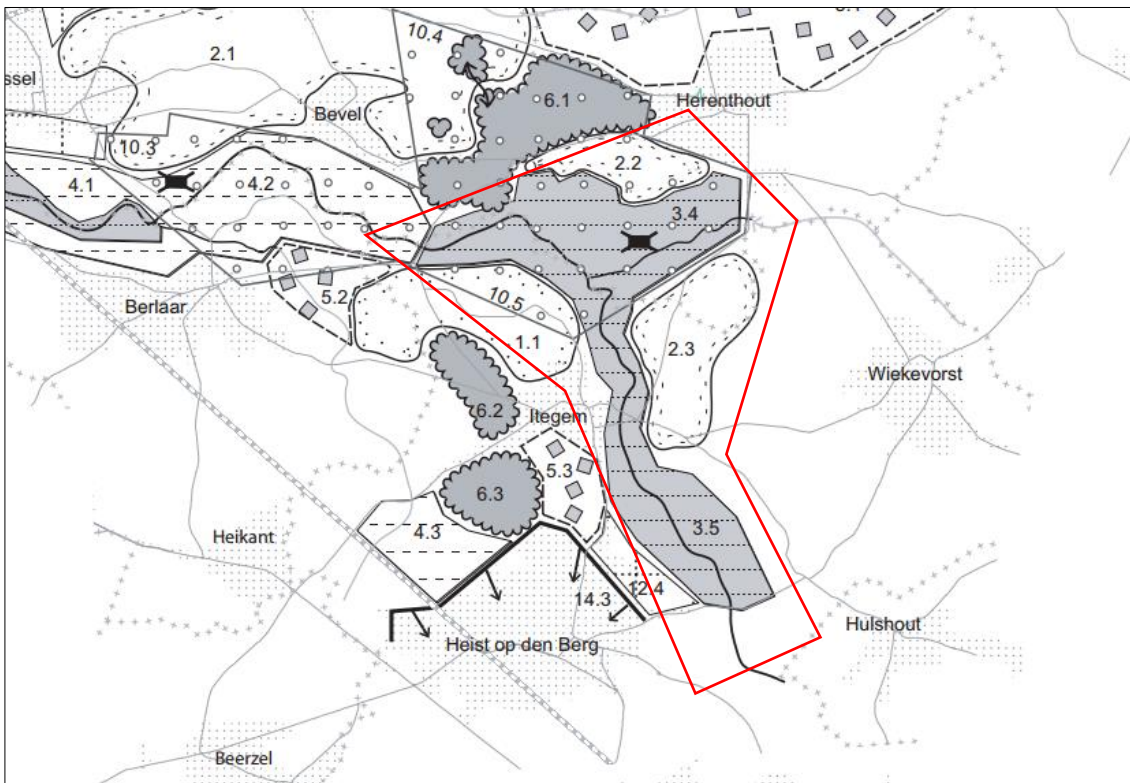 10.4
2.1
ssel
6.1
Herenthout
Bevel
10.3
2.2
4.1
4.2
3.4
5.2
10.5
Berlaar
1.1
2.3
Wiekevorst
6.2
Itegem
5.3
6.3
3.5
4.3
Heikant
12.4
14.3
Hulshout
Heist op den Berg
Beerzel